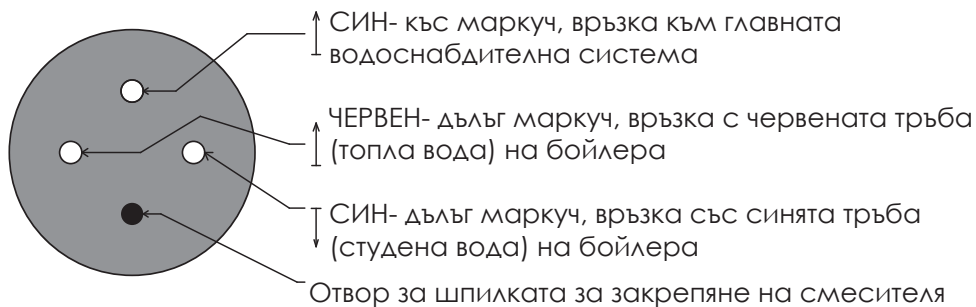 СИН- къс маркуч, връзка към главната
водоснабдителна система
ЧЕРВЕН- дълъг маркуч, връзка с червената тръба
(топла вода) на бойлера
СИН- дълъг маркуч, връзка със синята тръба
(студена вода) на бойлера
Отвор за шпилката за закрепяне на смесителя